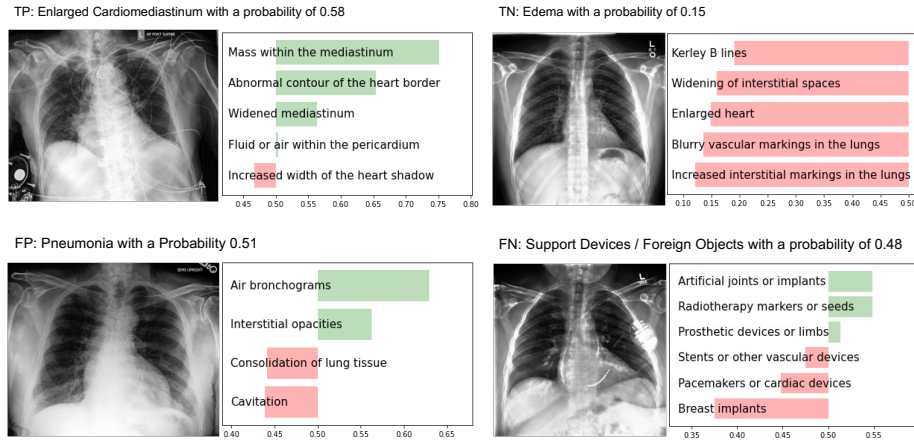 TP: Enlarged Cardiomediastinum with a probability of 0.58
AP PORT SUPINE
L
Mass within the mediastinum
Abnormal contour of the heart border
Widened mediastinum
Fluid or air within the pericardium
Increased width of the heart shadow
0.45 0.50 0.55 0.60 0.65 0.70 0.75 0.80
TN: Edema with a probability of 0.15
L
Kerley B lines
Widening of interstitial spaces
Enlarged heart
Blurry vascular markings in the lungs
Increased interstitial markings in the lungs
0.10 0.15 0.20 0.25 0.30 0.35 0.40 0.45 0.50
FP: Pneumonia with a Probability 0.51
SEMI UPRIGHT
Air bronchograms
Interstitial opacities
Consolidation of lung tissue
Cavitation
0.40 0.45 0.50 0.55 0.60 0.65
FN: Support Devices / Foreign Objects with a probability of 0.48
L
Artificial joints or implants
Radiotherapy markers or seeds
Prosthetic devices or limbs
Stents or other vascular devices
Pacemakers or cardiac devices
Breast implants
0.35 0.40 0.45 0.50 0.55